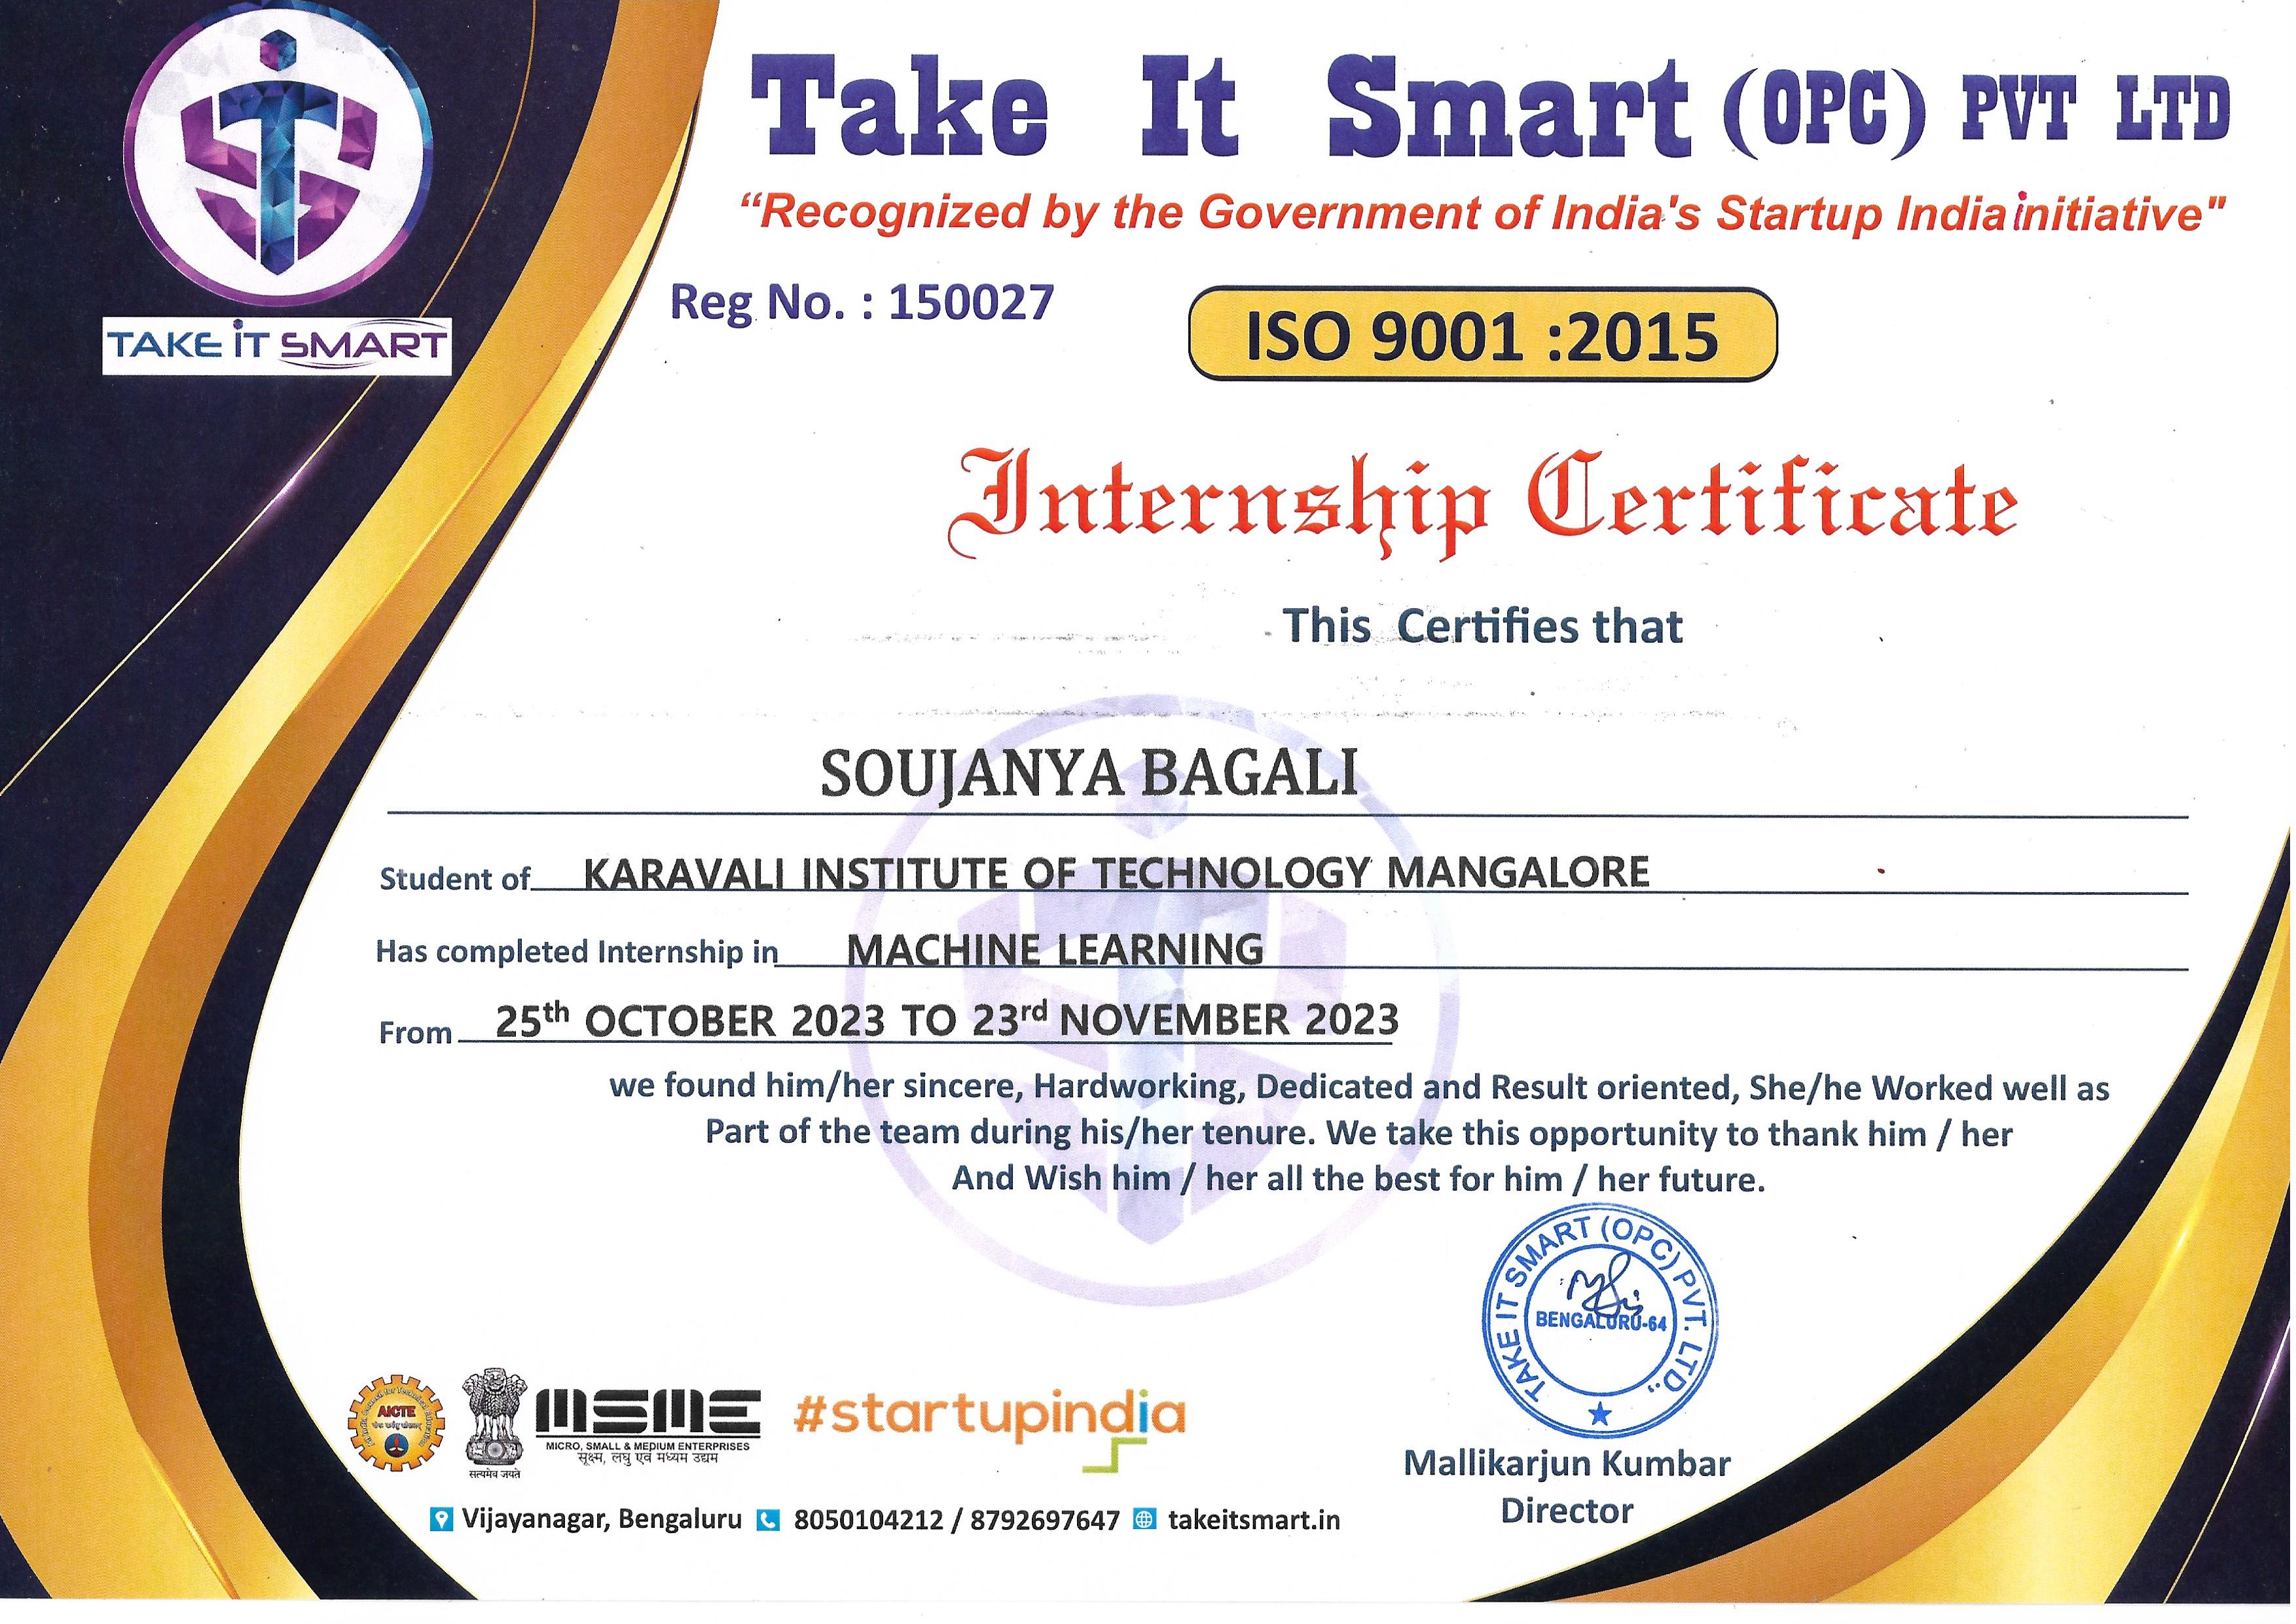 Take It Smart (OPC) PVT LTD
“Recognized by the Government of India's Startup India initiative"
TAKE IT SMART
Reg No. : 150027
ISO 9001 :2015
Internship Certificate
This Certifies that
SOUJANYA BAGALI
Student of KARAVALI INSTITUTE OF TECHNOLOGY MANGALORE
Has completed Internship in MACHINE LEARNING
From 25th OCTOBER 2023 TO 23rd NOVEMBER 2023
we found him/her sincere, Hardworking, Dedicated and Result oriented, She/he Worked well as
Part of the team during his/her tenure. We take this opportunity to thank him / her
And Wish him / her all the best for him / her future.
TAKE IT SMART (OPC) PVT. LTD.,
BENGALURU-64
AICTE
सत्यमेव जयते
MSME
MICRO, SMALL & MEDIUM ENTERPRISES
सूक्ष्म, लघु एवं मध्यम उद्यम
#startupindia
Mallikarjun Kumbar
Director
Vijayanagar, Bengaluru 8050104212 / 8792697647 takeitsmart.in